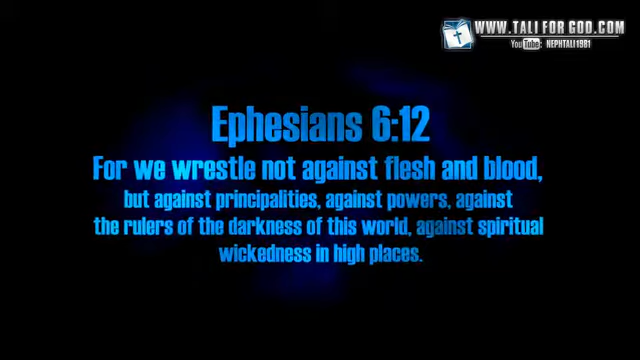 WWW.TALI FOR GOD.COM
YouTube: NEPHTALI1981
Ephesians 6:12
For we wrestle not against flesh and blood,
but against principalities, against powers, against
the rulers of the darkness of this world, against spiritual
wickedness in high places.